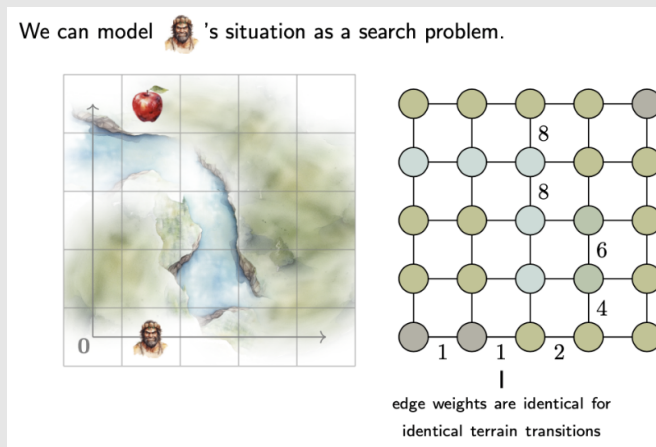 We can model 's situation as a search problem.
8
8
6
4
0
1 1 2
edge weights are identical for
identical terrain transitions